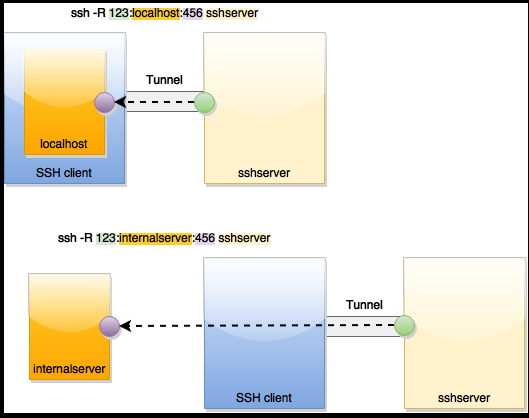 ssh -R 123:localhost:456 sshserver
Tunnel
localhost
SSH client
sshserver
ssh -R 123:internalserver:456 sshserver
Tunnel
internalserver
SSH client
sshserver